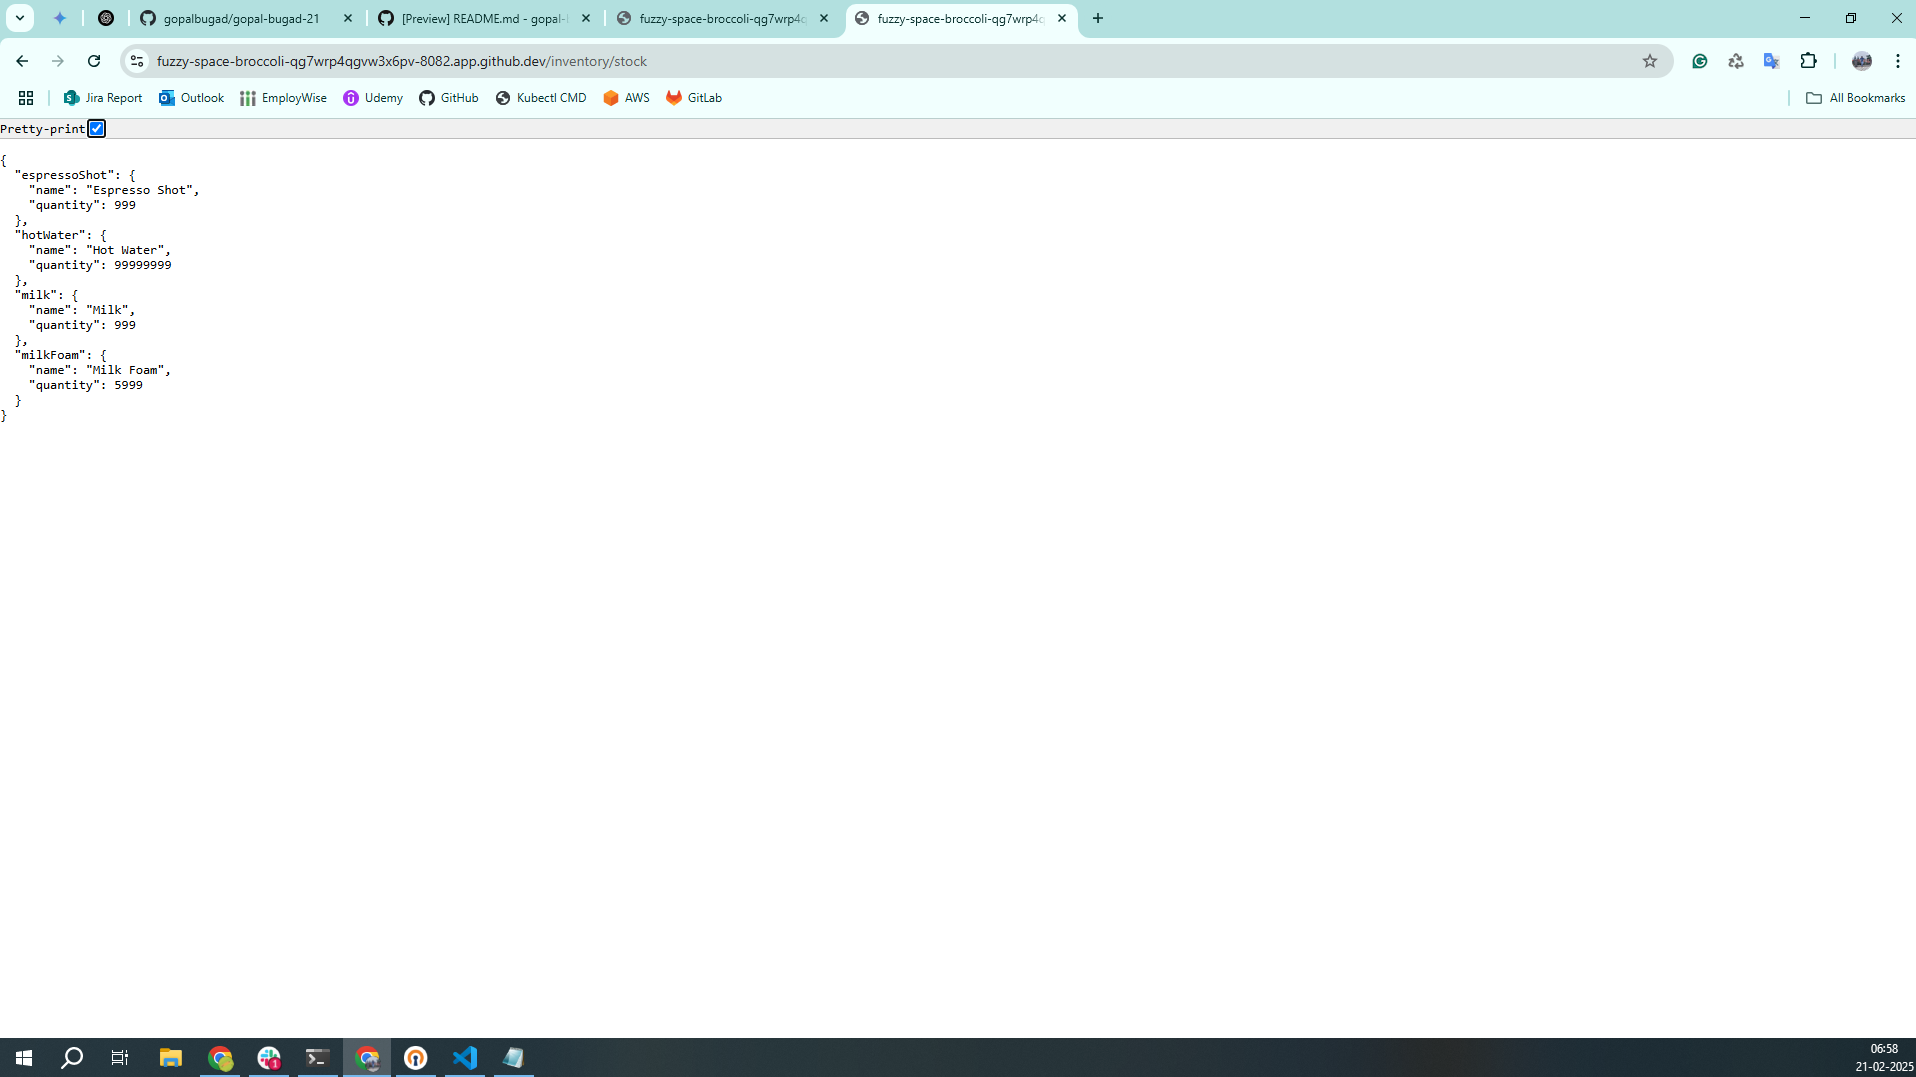 gopalbugad/gopal-bugad-21
[Preview] README.md - gopal-
fuzzy-space-broccoli-qg7wrp4q
fuzzy-space-broccoli-qg7wrp4q
fuzzy-space-broccoli-qg7wrp4qgvw3x6pv-8082.app.github.dev/inventory/stock
Jira Report
Outlook
EmployWise
Udemy
GitHub
Kubectl CMD
AWS
GitLab
All Bookmarks
Pretty-print
{
  "espressoShot": {
    "name": "Espresso Shot",
    "quantity": 999
  },
  "hotWater": {
    "name": "Hot Water",
    "quantity": 99999999
  },
  "milk": {
    "name": "Milk",
    "quantity": 999
  },
  "milkFoam": {
    "name": "Milk Foam",
    "quantity": 5999
  }
}
1
06:58
21-02-2025